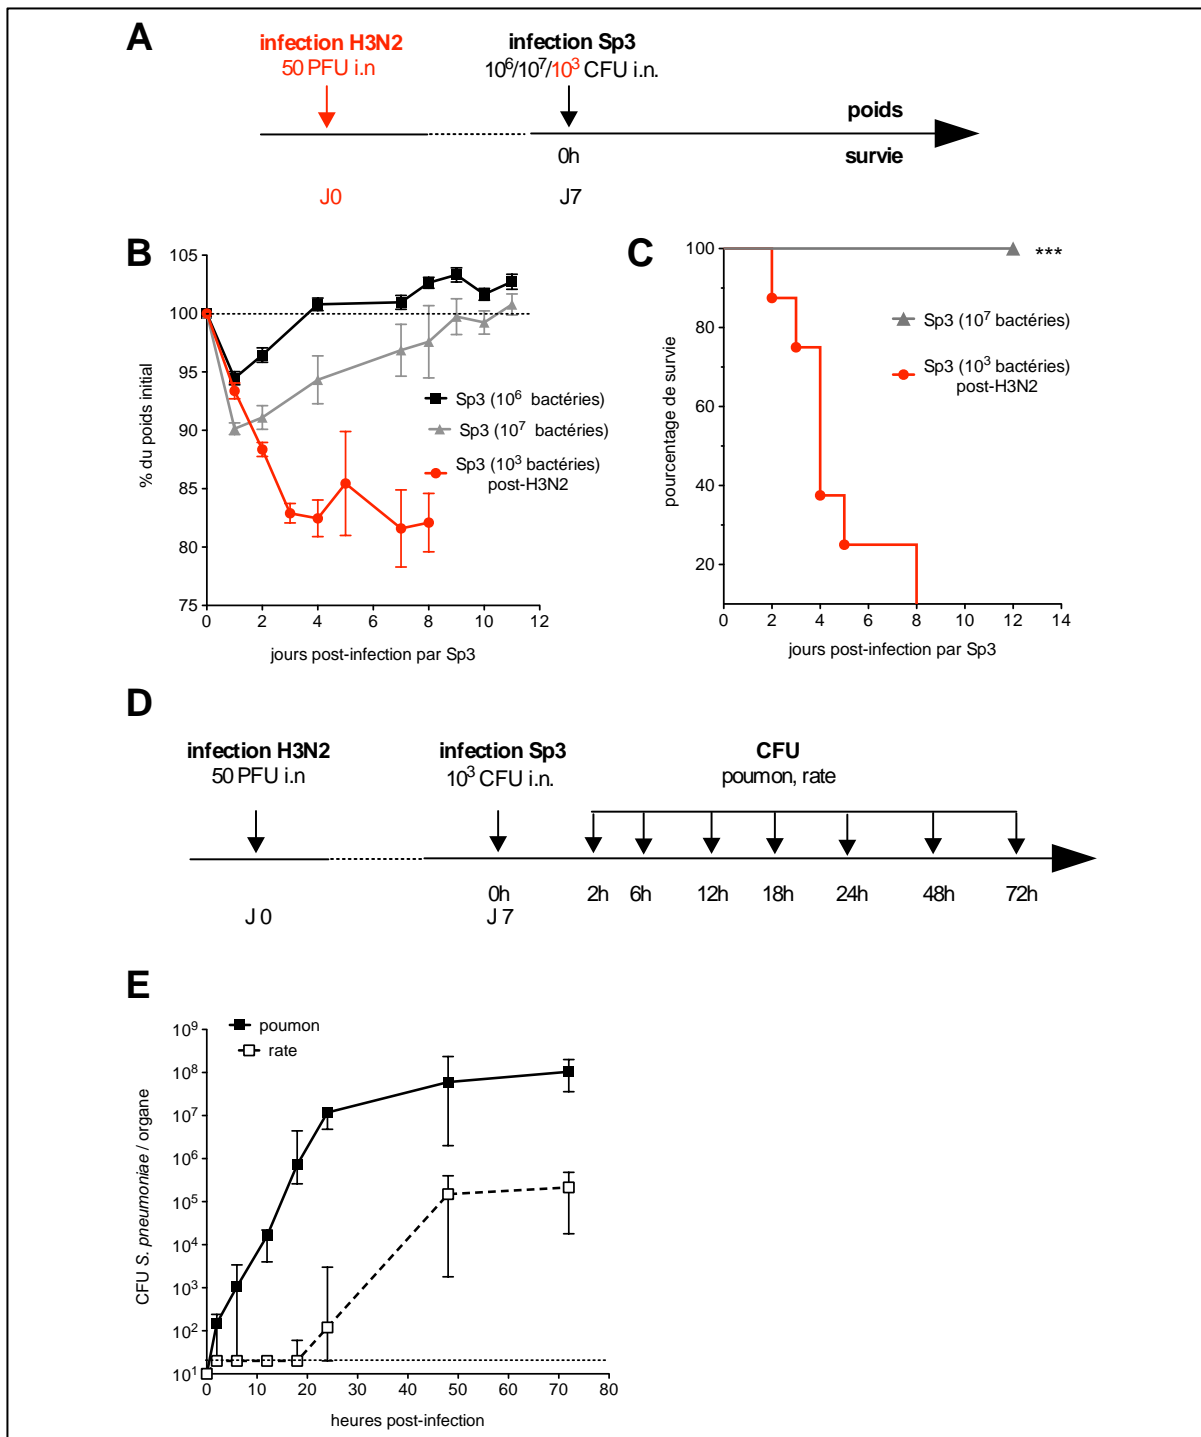 A
infection H3N2
50 PFU i.n
infection Sp3
10⁶/10⁷/10³ CFU i.n.
poids
0h
survie
J0
J7
B
% du poids initial
105
100
95
90
85
80
75
0 2 4 6 8 10 12
jours post-infection par Sp3
Sp3 (10⁶ bactéries)
Sp3 (10⁷ bactéries)
Sp3 (10³ bactéries)
post-H3N2
C
pourcentage de survie
100
80
60
40
20
***
Sp3 (10⁷ bactéries)
Sp3 (10³ bactéries)
post-H3N2
0 2 4 6 8 10 12 14
jours post-infection par Sp3
D
infection H3N2
50 PFU i.n
infection Sp3
10³ CFU i.n.
CFU
poumon, rate
0h 2h 6h 12h 18h 24h 48h 72h
J 0
J 7
E
CFU S. pneumoniae / organe
poumon
rate
10⁹
10⁸
10⁷
10⁶
10⁵
10⁴
10³
10²
10¹
0 10 20 30 40 50 60 70 80
heures post-infection